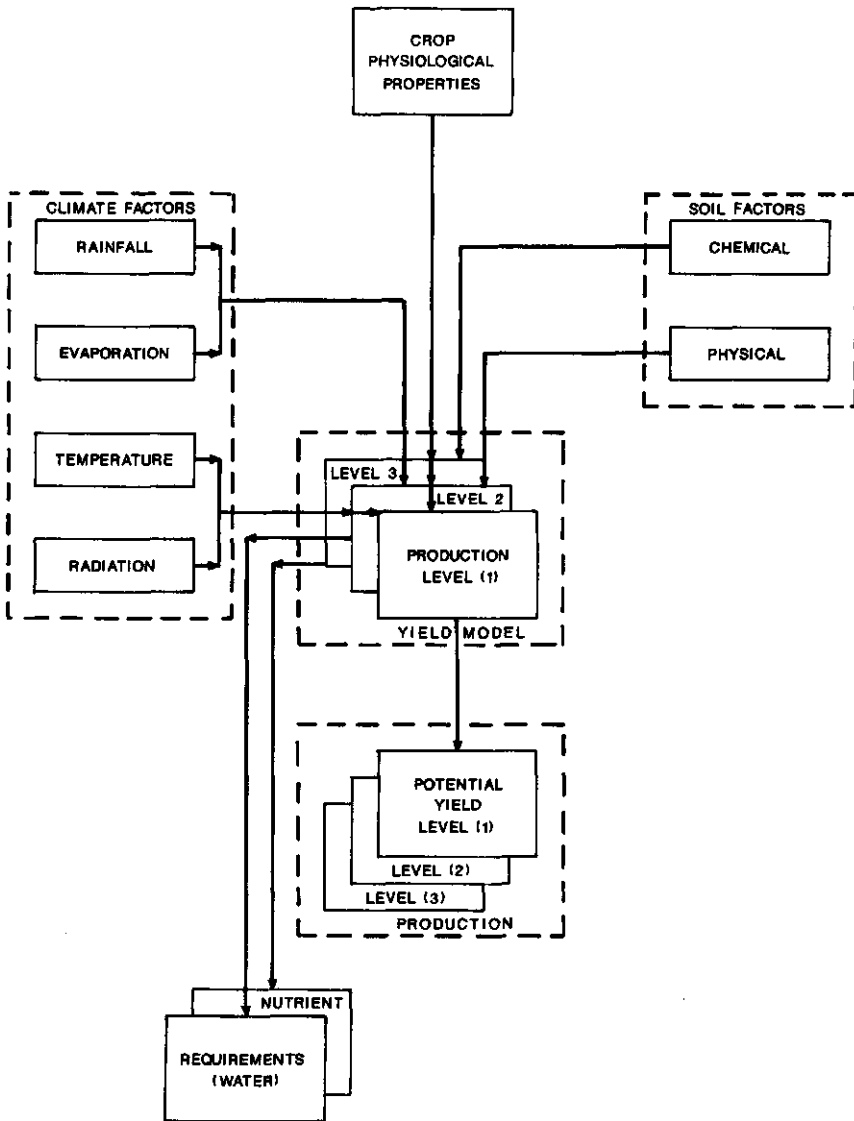 CROP
PHYSIOLOGICAL
PROPERTIES
CLIMATE FACTORS
RAINFALL
EVAPORATION
TEMPERATURE
RADIATION
SOIL FACTORS
CHEMICAL
PHYSICAL
LEVEL 3
LEVEL 2
PRODUCTION
LEVEL (1)
YIELD MODEL
POTENTIAL
YIELD
LEVEL (1)
LEVEL (2)
LEVEL (3)
PRODUCTION
NUTRIENT
REQUIREMENTS
(WATER)